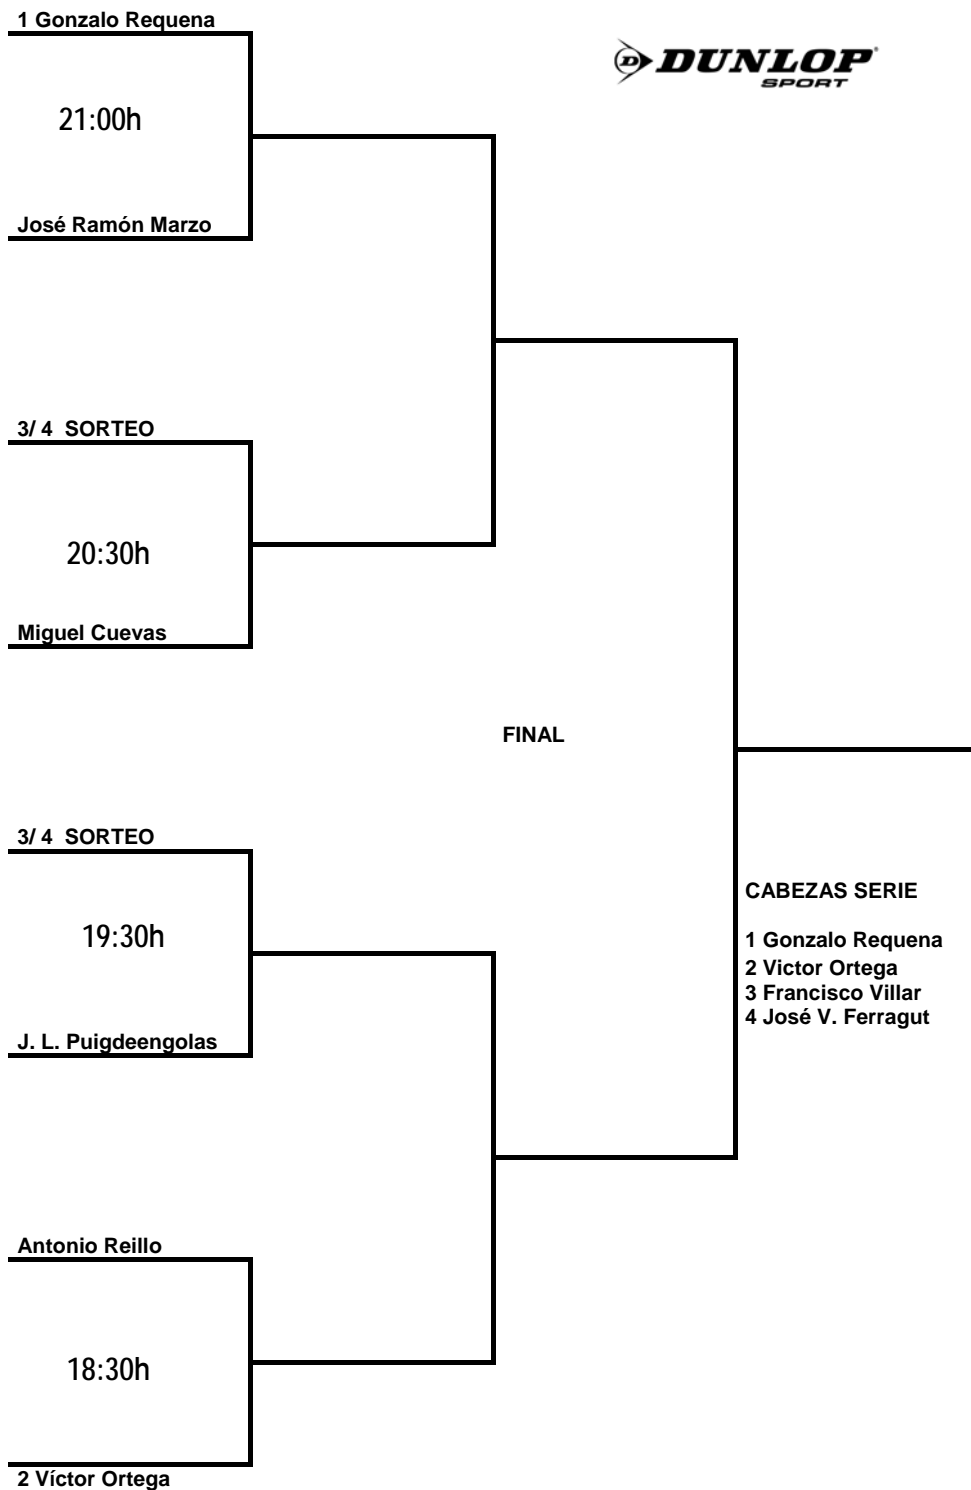 1 Gonzalo Requena
DUNLOP
SPORT
21:00h
José Ramón Marzo
3/ 4 SORTEO
20:30h
Miguel Cuevas
FINAL
3/ 4 SORTEO
19:30h
J. L. Puigdeengolas
CABEZAS SERIE
1 Gonzalo Requena
2 Victor Ortega
3 Francisco Villar
4 José V. Ferragut
Antonio Reillo
18:30h
2 Víctor Ortega